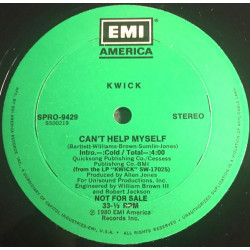 EMI
AMERICA
KWICK
SPRO-9429
STEREO
CAN'T HELP MYSELF
(Bartlett-Williams-Brown-Sumlin-Jones)
Intro.—:Cold / Total—:4:00
Quicksong Publishing Co./Cessess
Publishing Co.-BMI
(from the LP "KWICK" SW-17025)
Produced by Allen Jones
For Unisound Productions, Inc.
Engineered by William Brown III
and Robert Jackson
NOT FOR SALE
33-⅓ RPM
℗ 1980 EMI America
Records Inc.